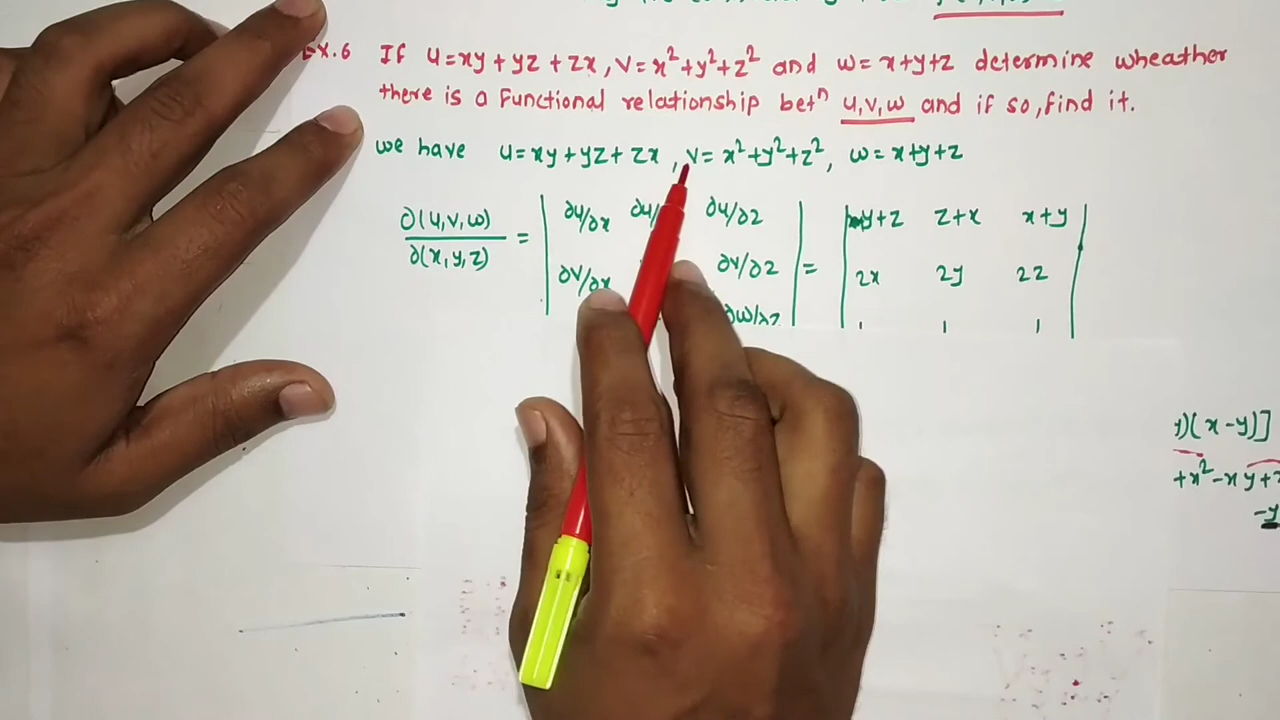 Ex.6 If u=xy+yz+zx, v=x²+y²+z² and w=x+y+z determine wheather
there is a functional relationship betⁿ u,v,w and if so, find it.
we have u=xy+yz+zx, v=x²+y²+z², w=x+y+z
∂(u,v,w)/∂(x,y,z) = | ∂u/∂x ∂u/ ∂u/∂z | = | y+z z+x x+y |
∂v/∂x ∂v/∂z 2x 2y 2z
∂w/∂z 1 1 1
y)(x-y)]
+x²-xy+z
-y